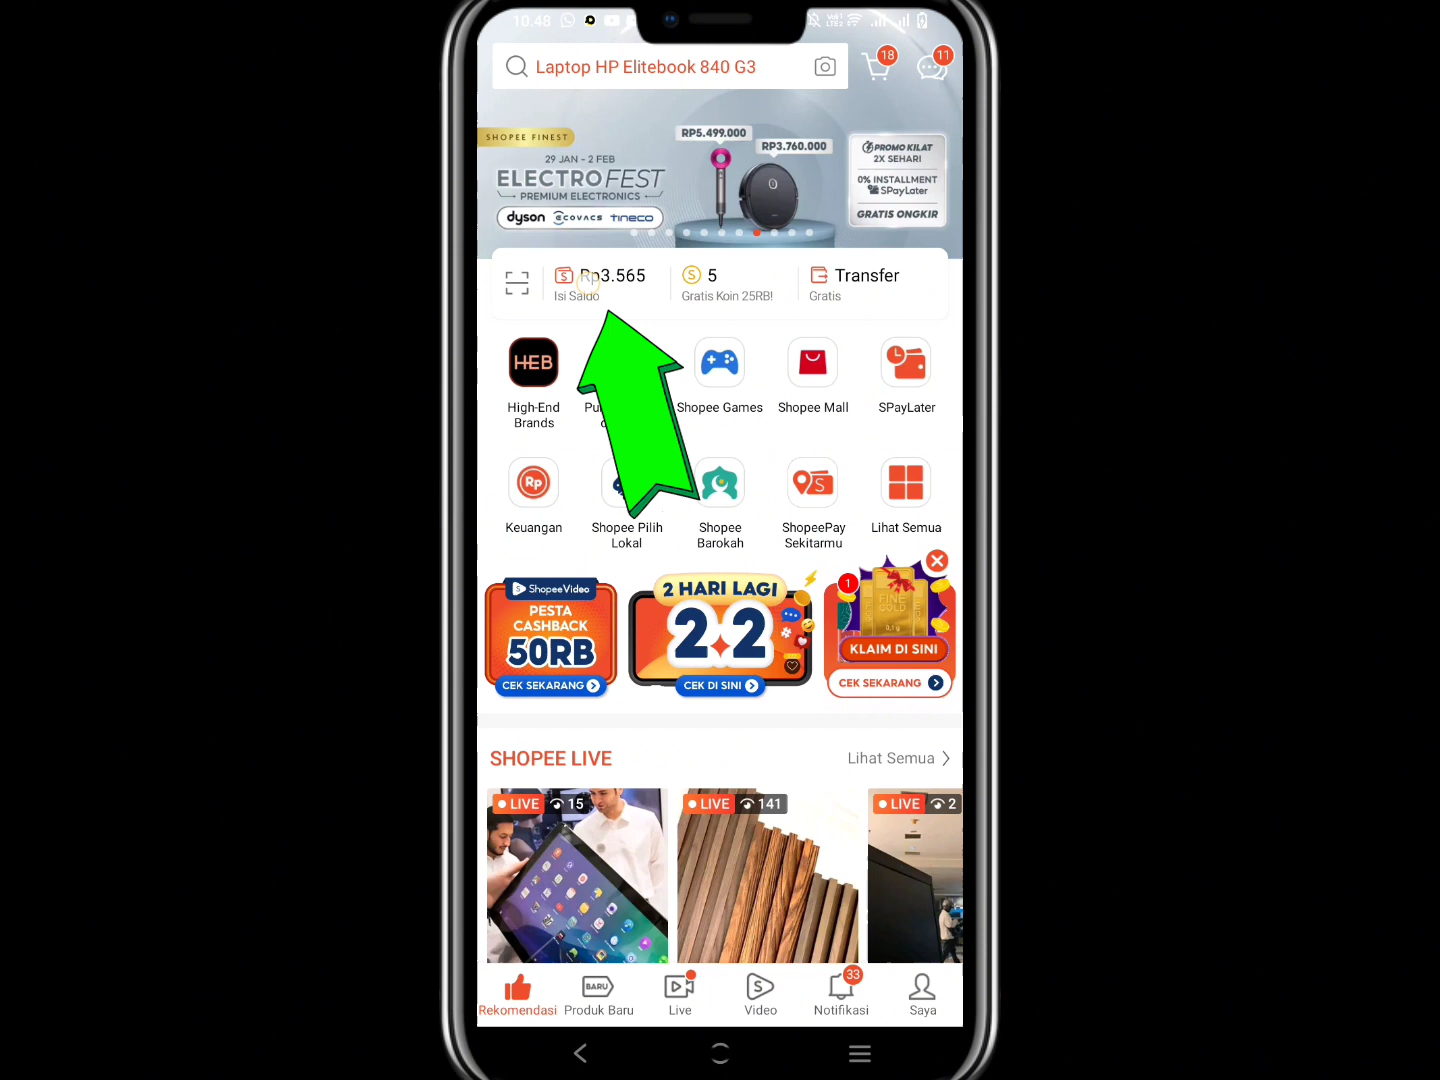 10.48
Laptop HP Elitebook 840 G3
18
11
SHOPEE FINEST
29 JAN - 2 FEB
ELECTROFEST
PREMIUM ELECTRONICS
dyson ecovacs tineco
RP5.499.000
RP3.760.000
PROMO KILAT
2X SEHARI
0% INSTALLMENT
SPayLater
GRATIS ONGKIR
Rp3.565
Isi Saldo
5
Gratis Koin 25RB!
Transfer
Gratis
HEB
High-End
Brands
Shopee Games
Shopee Mall
SPayLater
Rp
Keuangan
Shopee Pilih
Lokal
Shopee
Barokah
ShopeePay
Sekitarmu
Lihat Semua
ShopeeVideo
PESTA
CASHBACK
50RB
CEK SEKARANG
2 HARI LAGI
2 2
CEK DI SINI
1
FINE
GOLD
0,1 g
KLAIM DI SINI
CEK SEKARANG
SHOPEE LIVE
Lihat Semua
LIVE 15
LIVE 141
LIVE 2
Rekomendasi
BARU
Produk Baru
Live
Video
33
Notifikasi
Saya